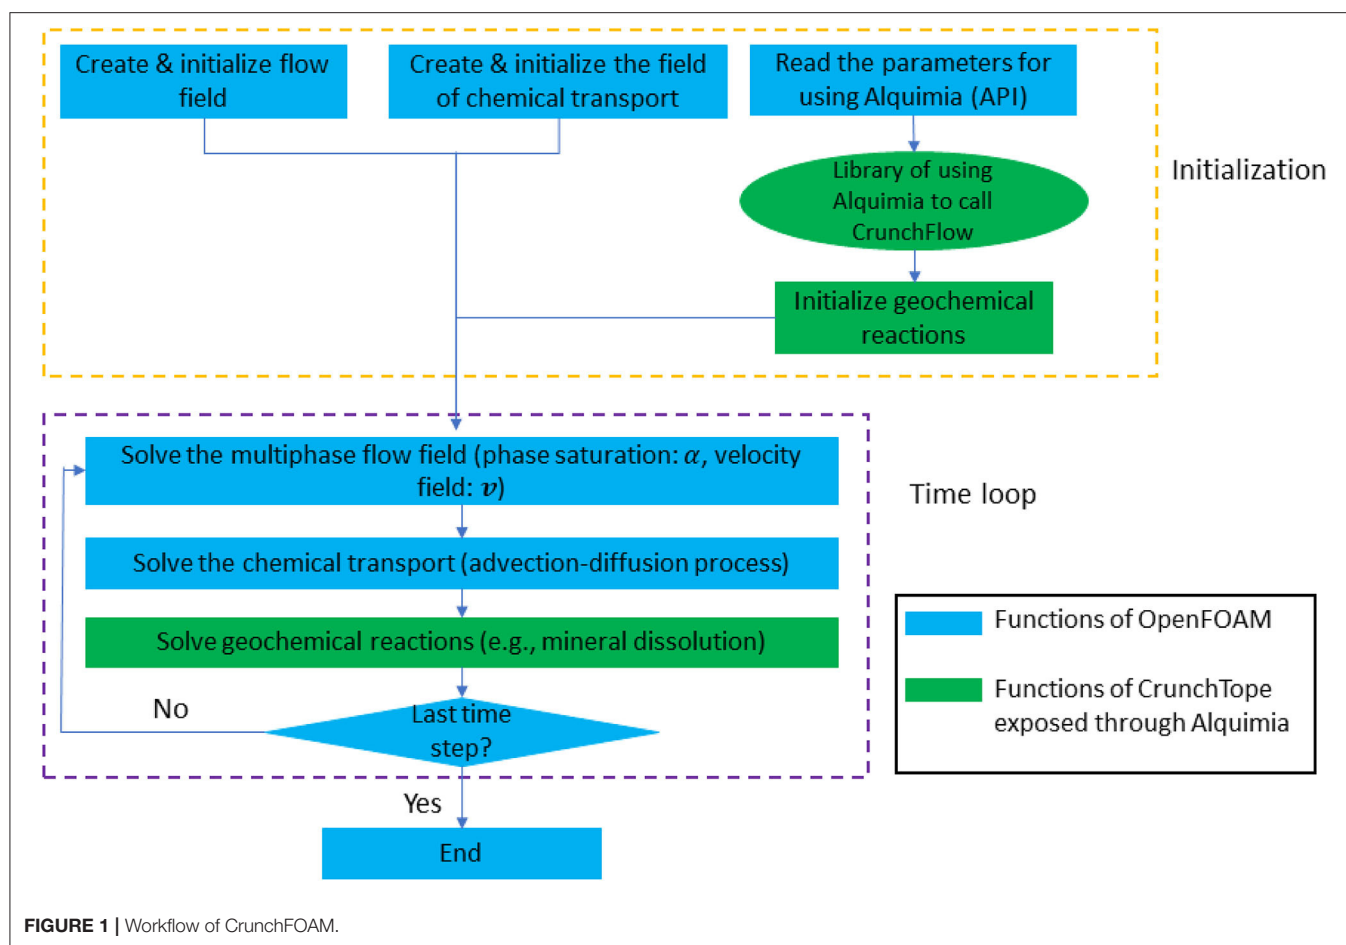 Create & initialize flow
field
Create & initialize the field
of chemical transport
Read the parameters for
using Alquimia (API)
Library of using
Alquimia to call
CrunchFlow
Initialization
Initialize geochemical
reactions
Solve the multiphase flow field (phase saturation: α, velocity
field: v)
Time loop
Solve the chemical transport (advection-diffusion process)
Solve geochemical reactions (e.g., mineral dissolution)
Functions of OpenFOAM
Functions of CrunchTope
exposed through Alquimia
No
Last time
step?
Yes
End
FIGURE 1 | Workflow of CrunchFOAM.